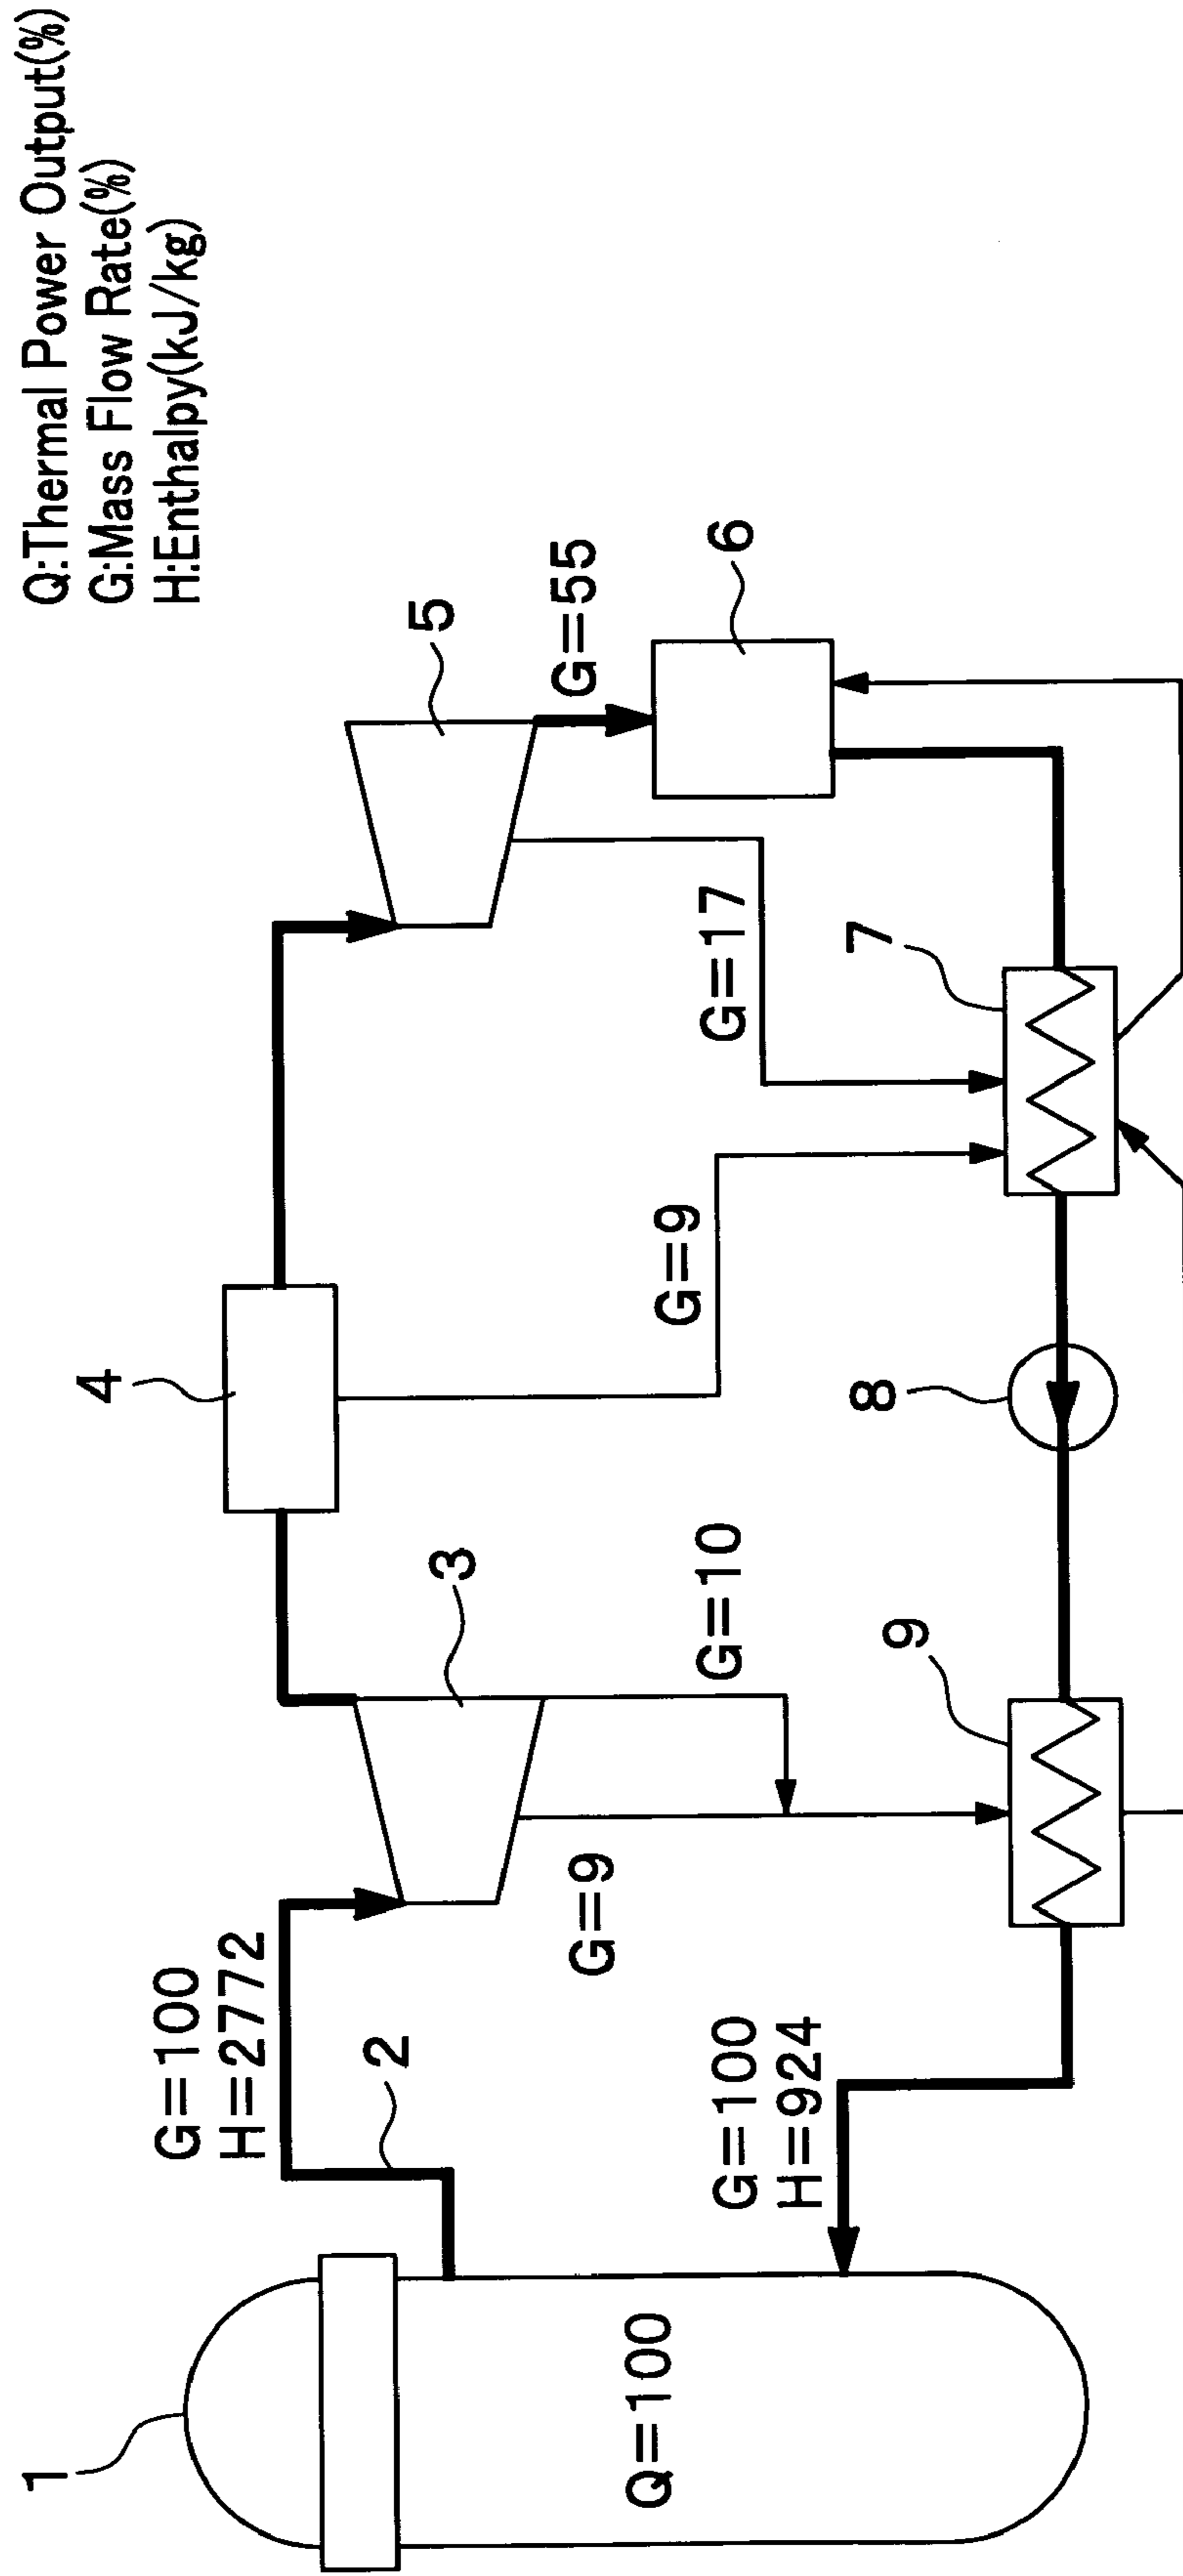 Q:Thermal Power Output(%)
G:Mass Flow Rate(%)
H:Enthalpy(kJ/kg)
1
Q=100
2
G=100
H=2772
G=100
H=924
3
G=9
G=10
9
4
G=9
8
5
G=55
G=17
7
6